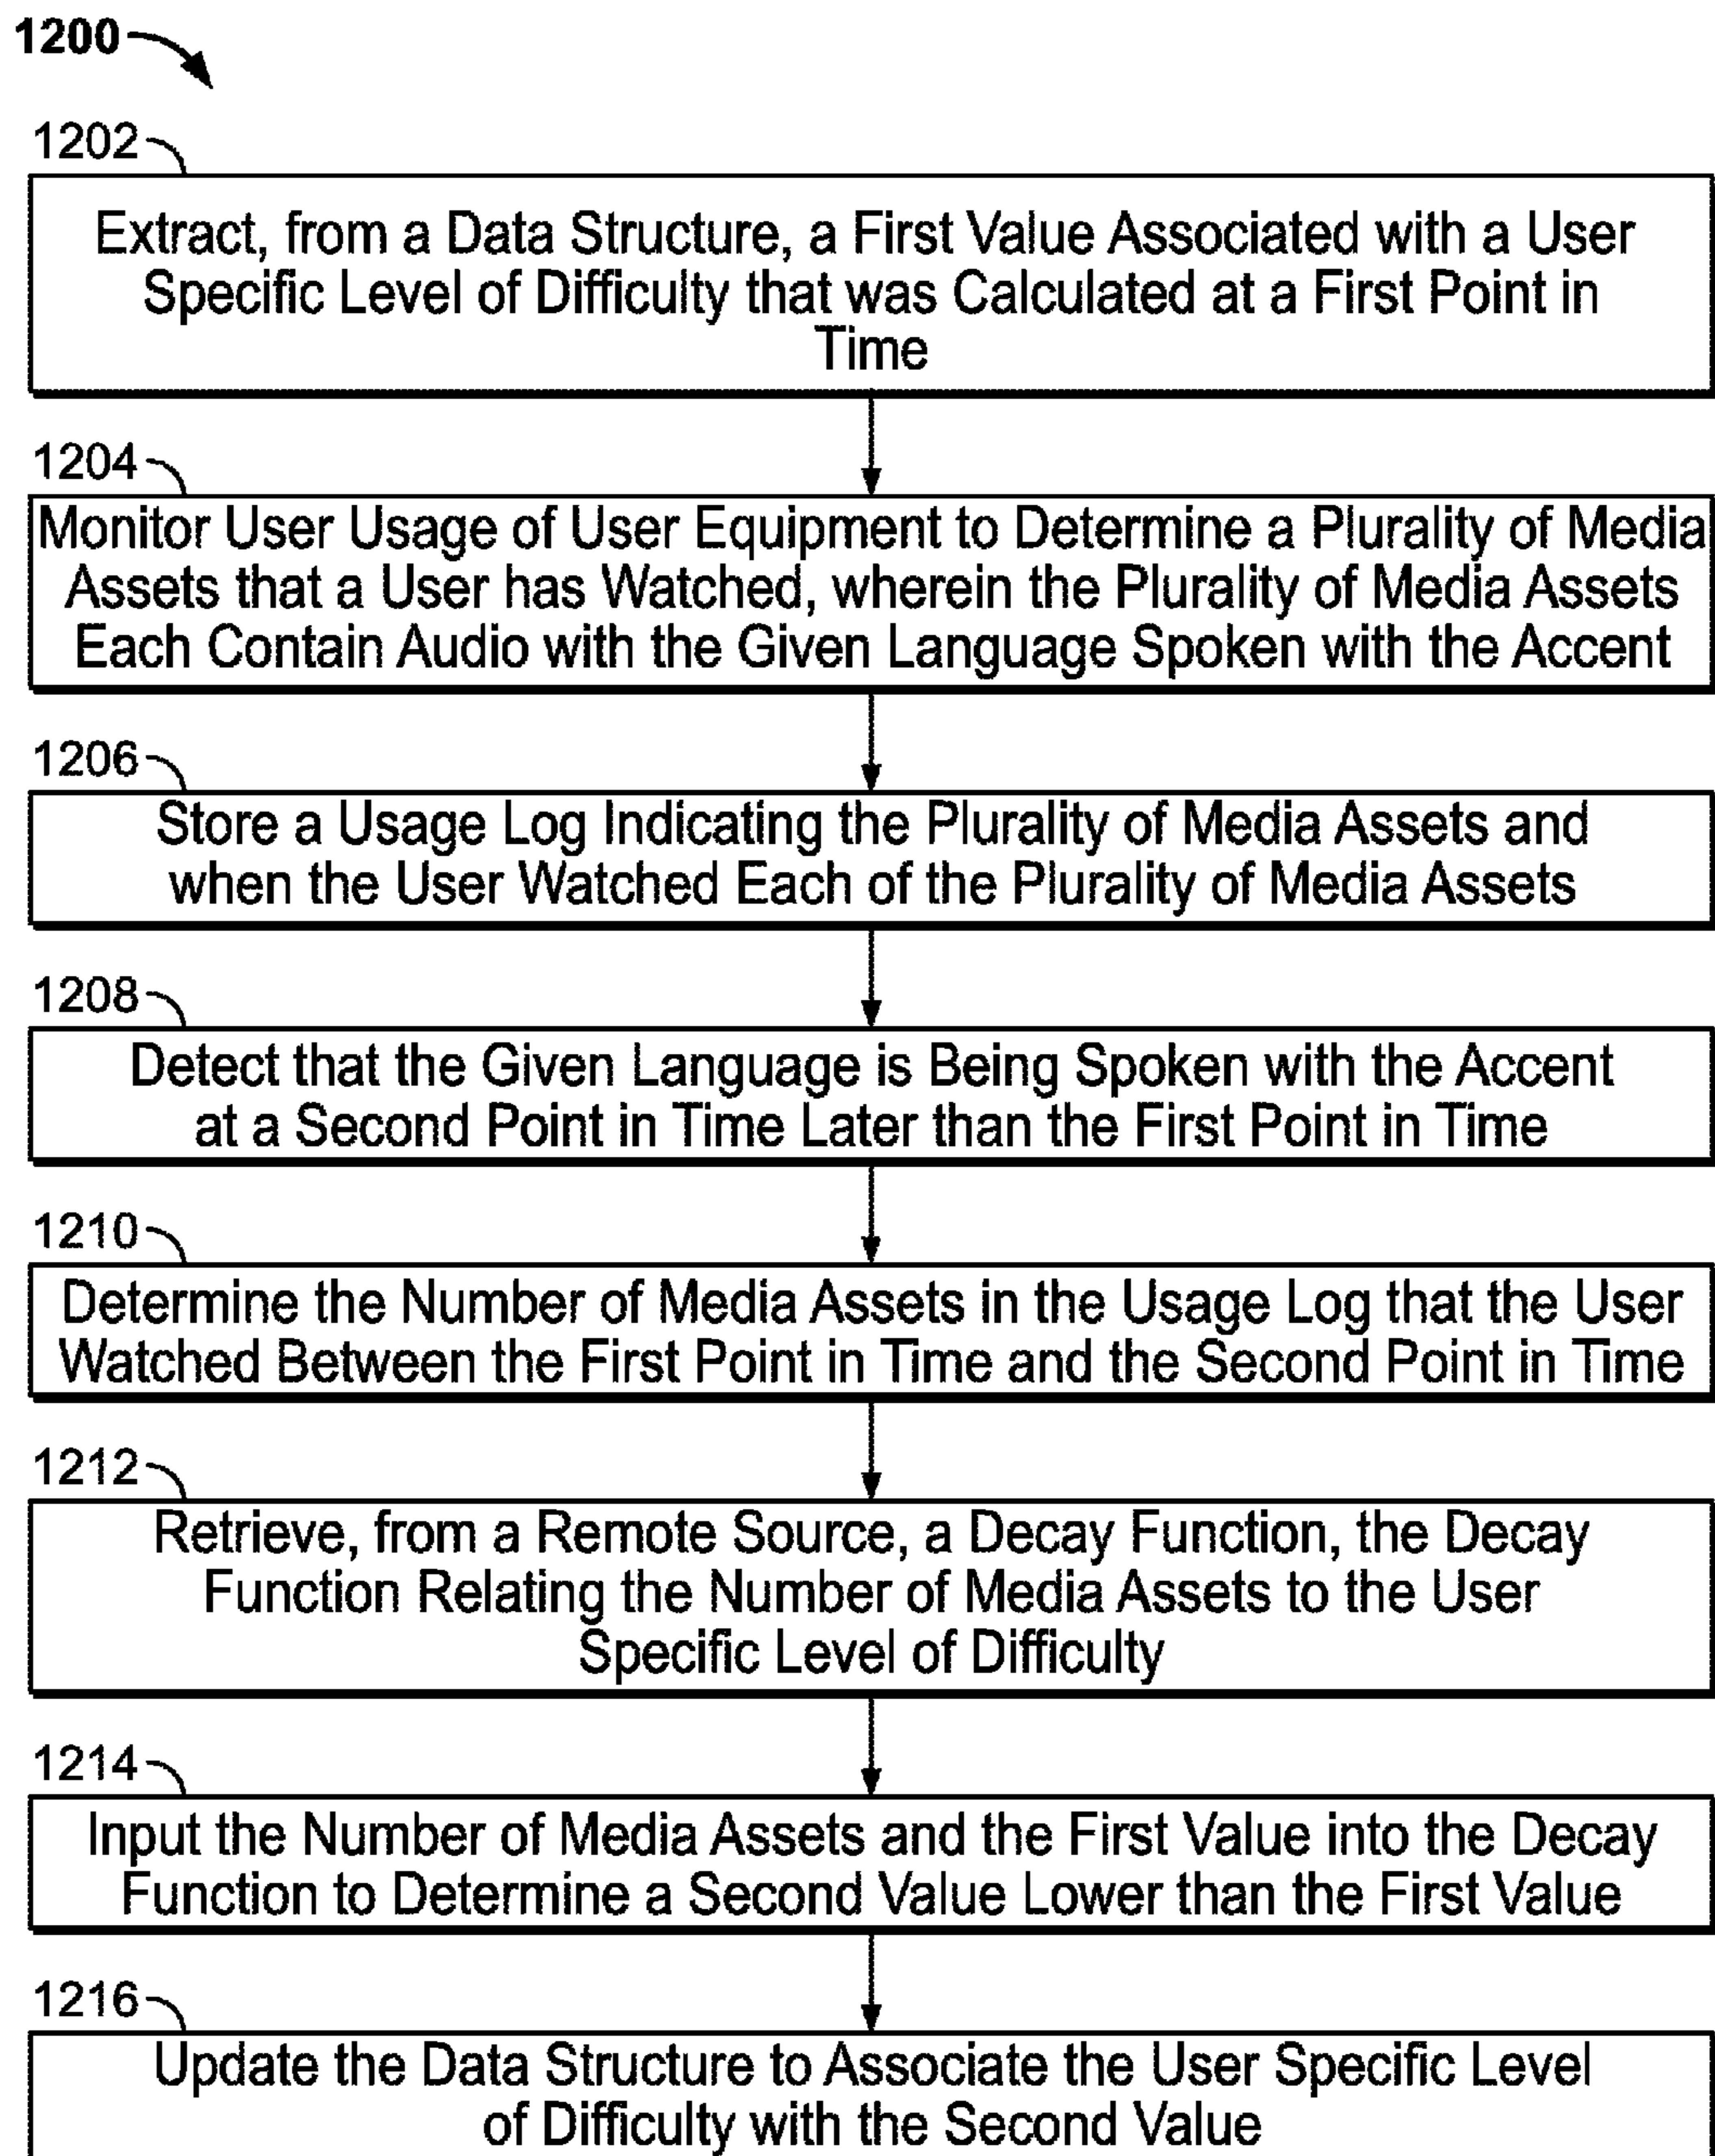 1200
1202
Extract, from a Data Structure, a First Value Associated with a User
Specific Level of Difficulty that was Calculated at a First Point in
Time
1204
Monitor User Usage of User Equipment to Determine a Plurality of Media
Assets that a User has Watched, wherein the Plurality of Media Assets
Each Contain Audio with the Given Language Spoken with the Accent
1206
Store a Usage Log Indicating the Plurality of Media Assets and
when the User Watched Each of the Plurality of Media Assets
1208
Detect that the Given Language is Being Spoken with the Accent
at a Second Point in Time Later than the First Point in Time
1210
Determine the Number of Media Assets in the Usage Log that the User
Watched Between the First Point in Time and the Second Point in Time
1212
Retrieve, from a Remote Source, a Decay Function, the Decay
Function Relating the Number of Media Assets to the User
Specific Level of Difficulty
1214
Input the Number of Media Assets and the First Value into the Decay
Function to Determine a Second Value Lower than the First Value
1216
Update the Data Structure to Associate the User Specific Level
of Difficulty with the Second Value